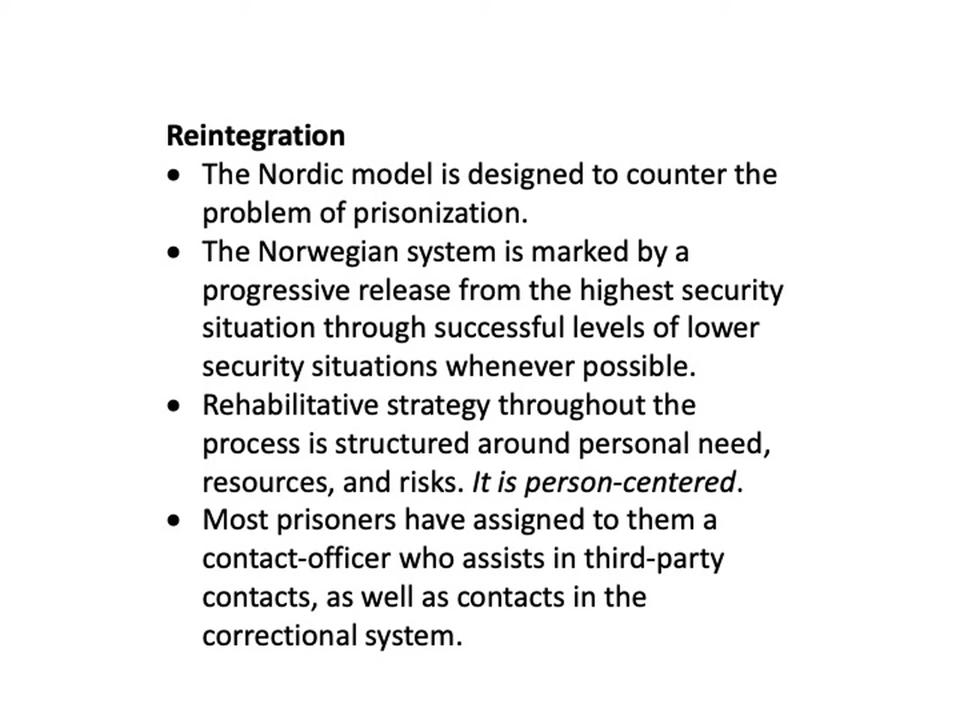 Reintegration
• The Nordic model is designed to counter the
problem of prisonization.
• The Norwegian system is marked by a
progressive release from the highest security
situation through successful levels of lower
security situations whenever possible.
• Rehabilitative strategy throughout the
process is structured around personal need,
resources, and risks. It is person-centered.
• Most prisoners have assigned to them a
contact-officer who assists in third-party
contacts, as well as contacts in the
correctional system.